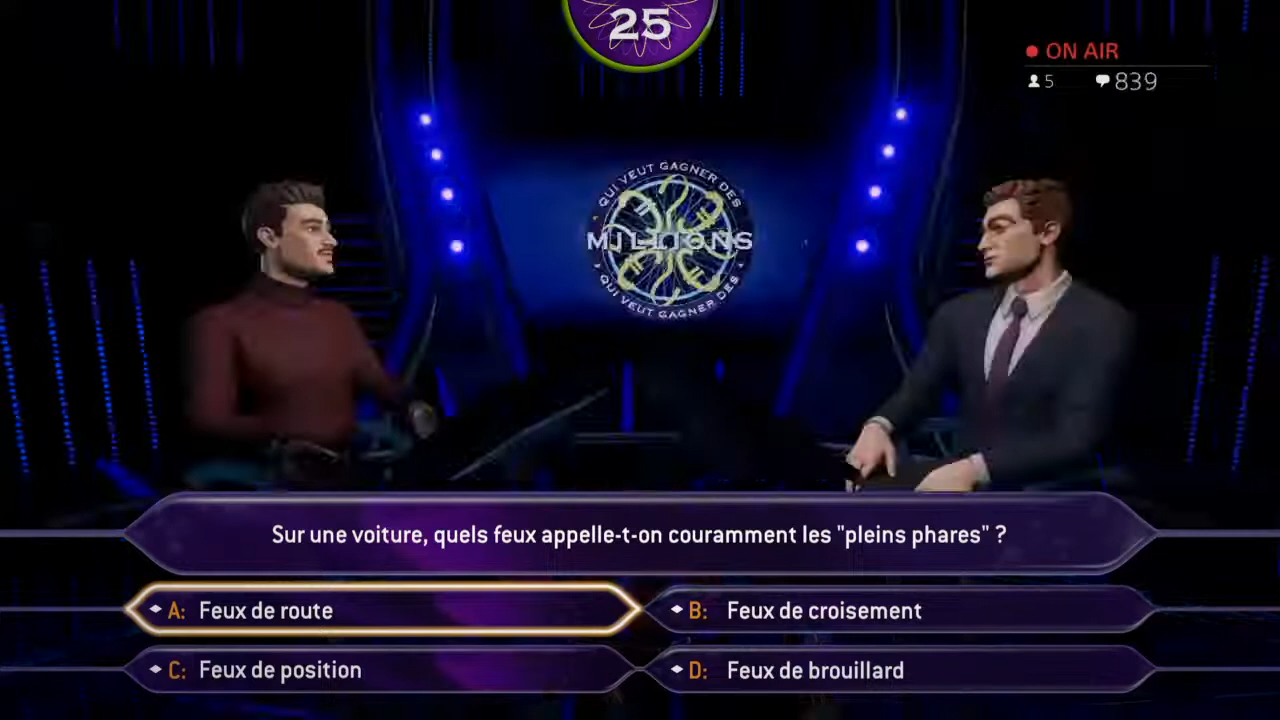 25
ON AIR
5 839
QUI VEUT GAGNER DES
MILLIONS
QUI VEUT GAGNER DES
Sur une voiture, quels feux appelle-t-on couramment les "pleins phares" ?
A: Feux de route
B: Feux de croisement
C: Feux de position
D: Feux de brouillard